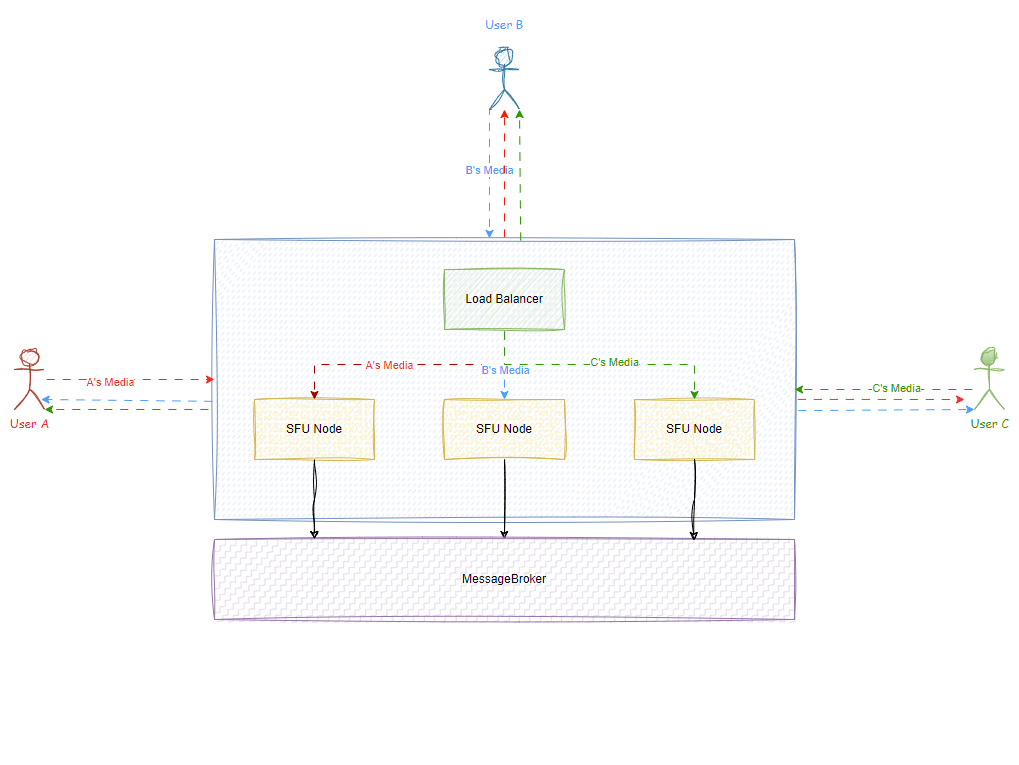 User B
B's Media
Load Balancer
A's Media
B's Media
C's Media
A's Media
User A
C's Media
User C
SFU Node
SFU Node
SFU Node
MessageBroker